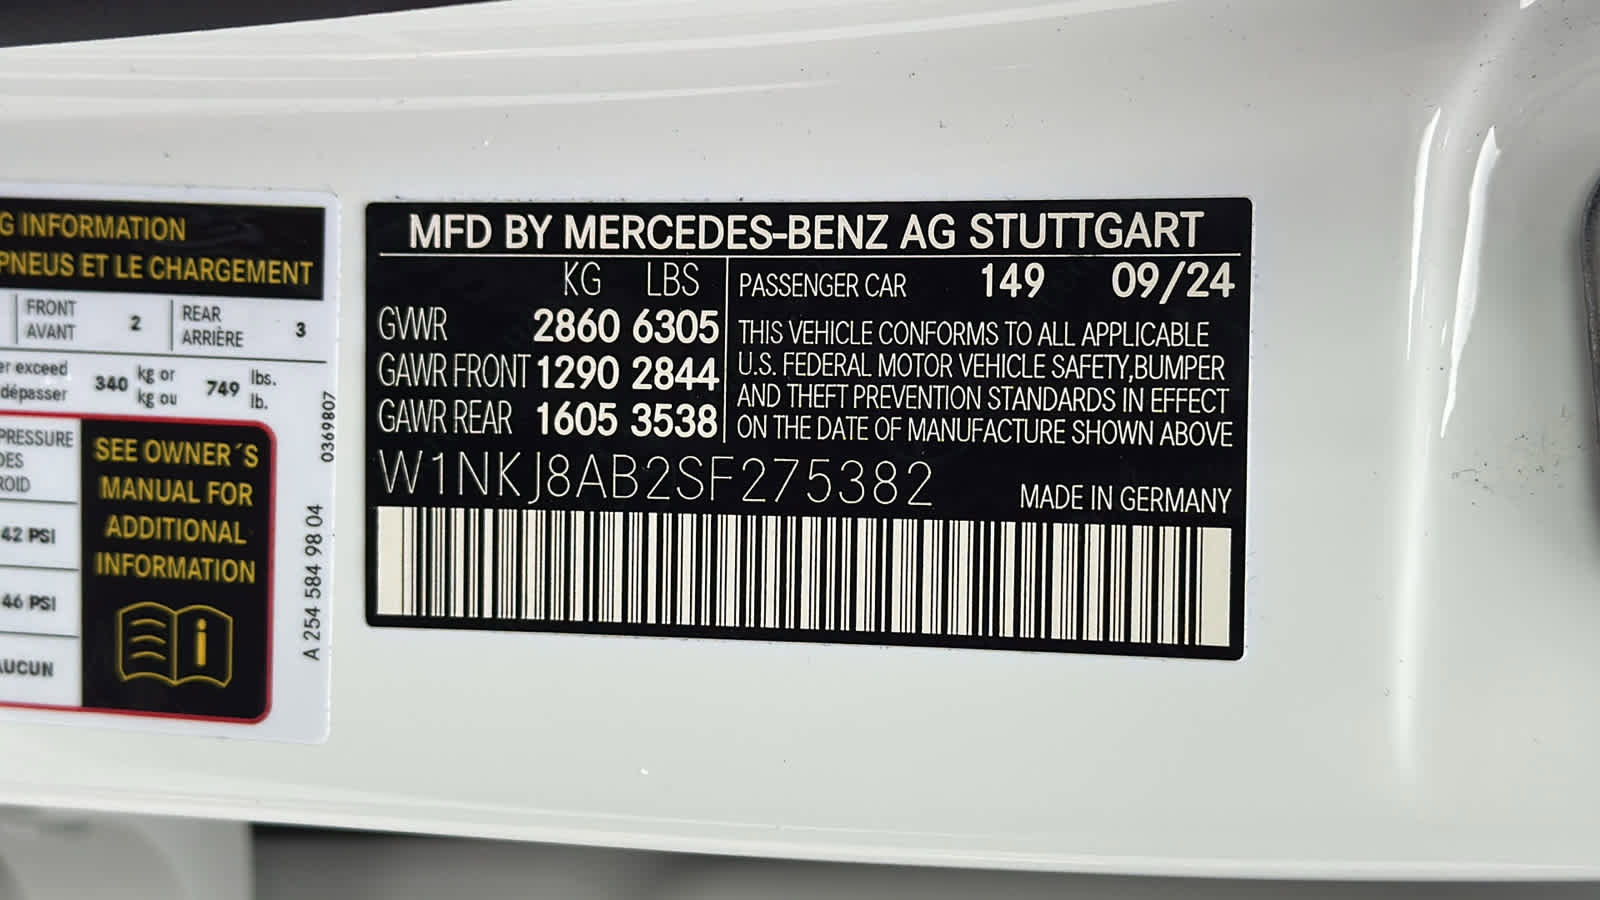 G INFORMATION
PNEUS ET LE CHARGEMENT
FRONT
AVANT
2
REAR
ARRIÈRE
3
er exceed
dépasser
340
kg or
kg ou
749
lbs.
lb.
PRESSURE
DES
ROID
42 PSI
46 PSI
AUCUN
SEE OWNER´S
MANUAL FOR
ADDITIONAL
INFORMATION
i
0369807
A 254 584 98 04
MFD BY MERCEDES-BENZ AG STUTTGART
KG LBS
GVWR 2860 6305
GAWR FRONT 1290 2844
GAWR REAR 1605 3538
PASSENGER CAR 149 09/24
THIS VEHICLE CONFORMS TO ALL APPLICABLE
U.S. FEDERAL MOTOR VEHICLE SAFETY,BUMPER
AND THEFT PREVENTION STANDARDS IN EFFECT
ON THE DATE OF MANUFACTURE SHOWN ABOVE
W1NKJ8AB2SF275382
MADE IN GERMANY